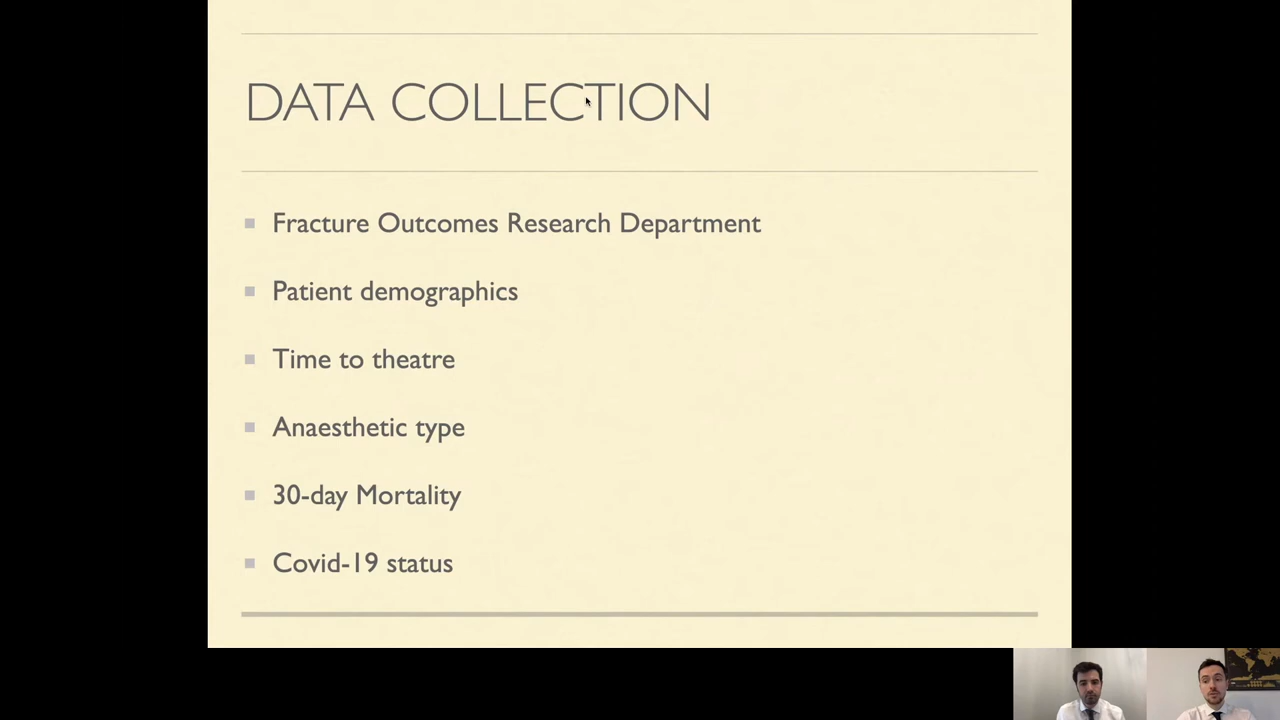 DATA COLLECTION
Fracture Outcomes Research Department
Patient demographics
Time to theatre
Anaesthetic type
30-day Mortality
Covid-19 status